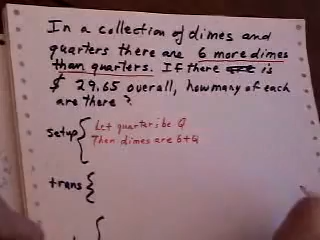 In a collection of dimes and
quarters there are 6 more dimes
than quarters. If there is
$ 29.65 overall, how many of each
are there?
setup { Let quarters be Q
Then dimes are 6+Q
trans {